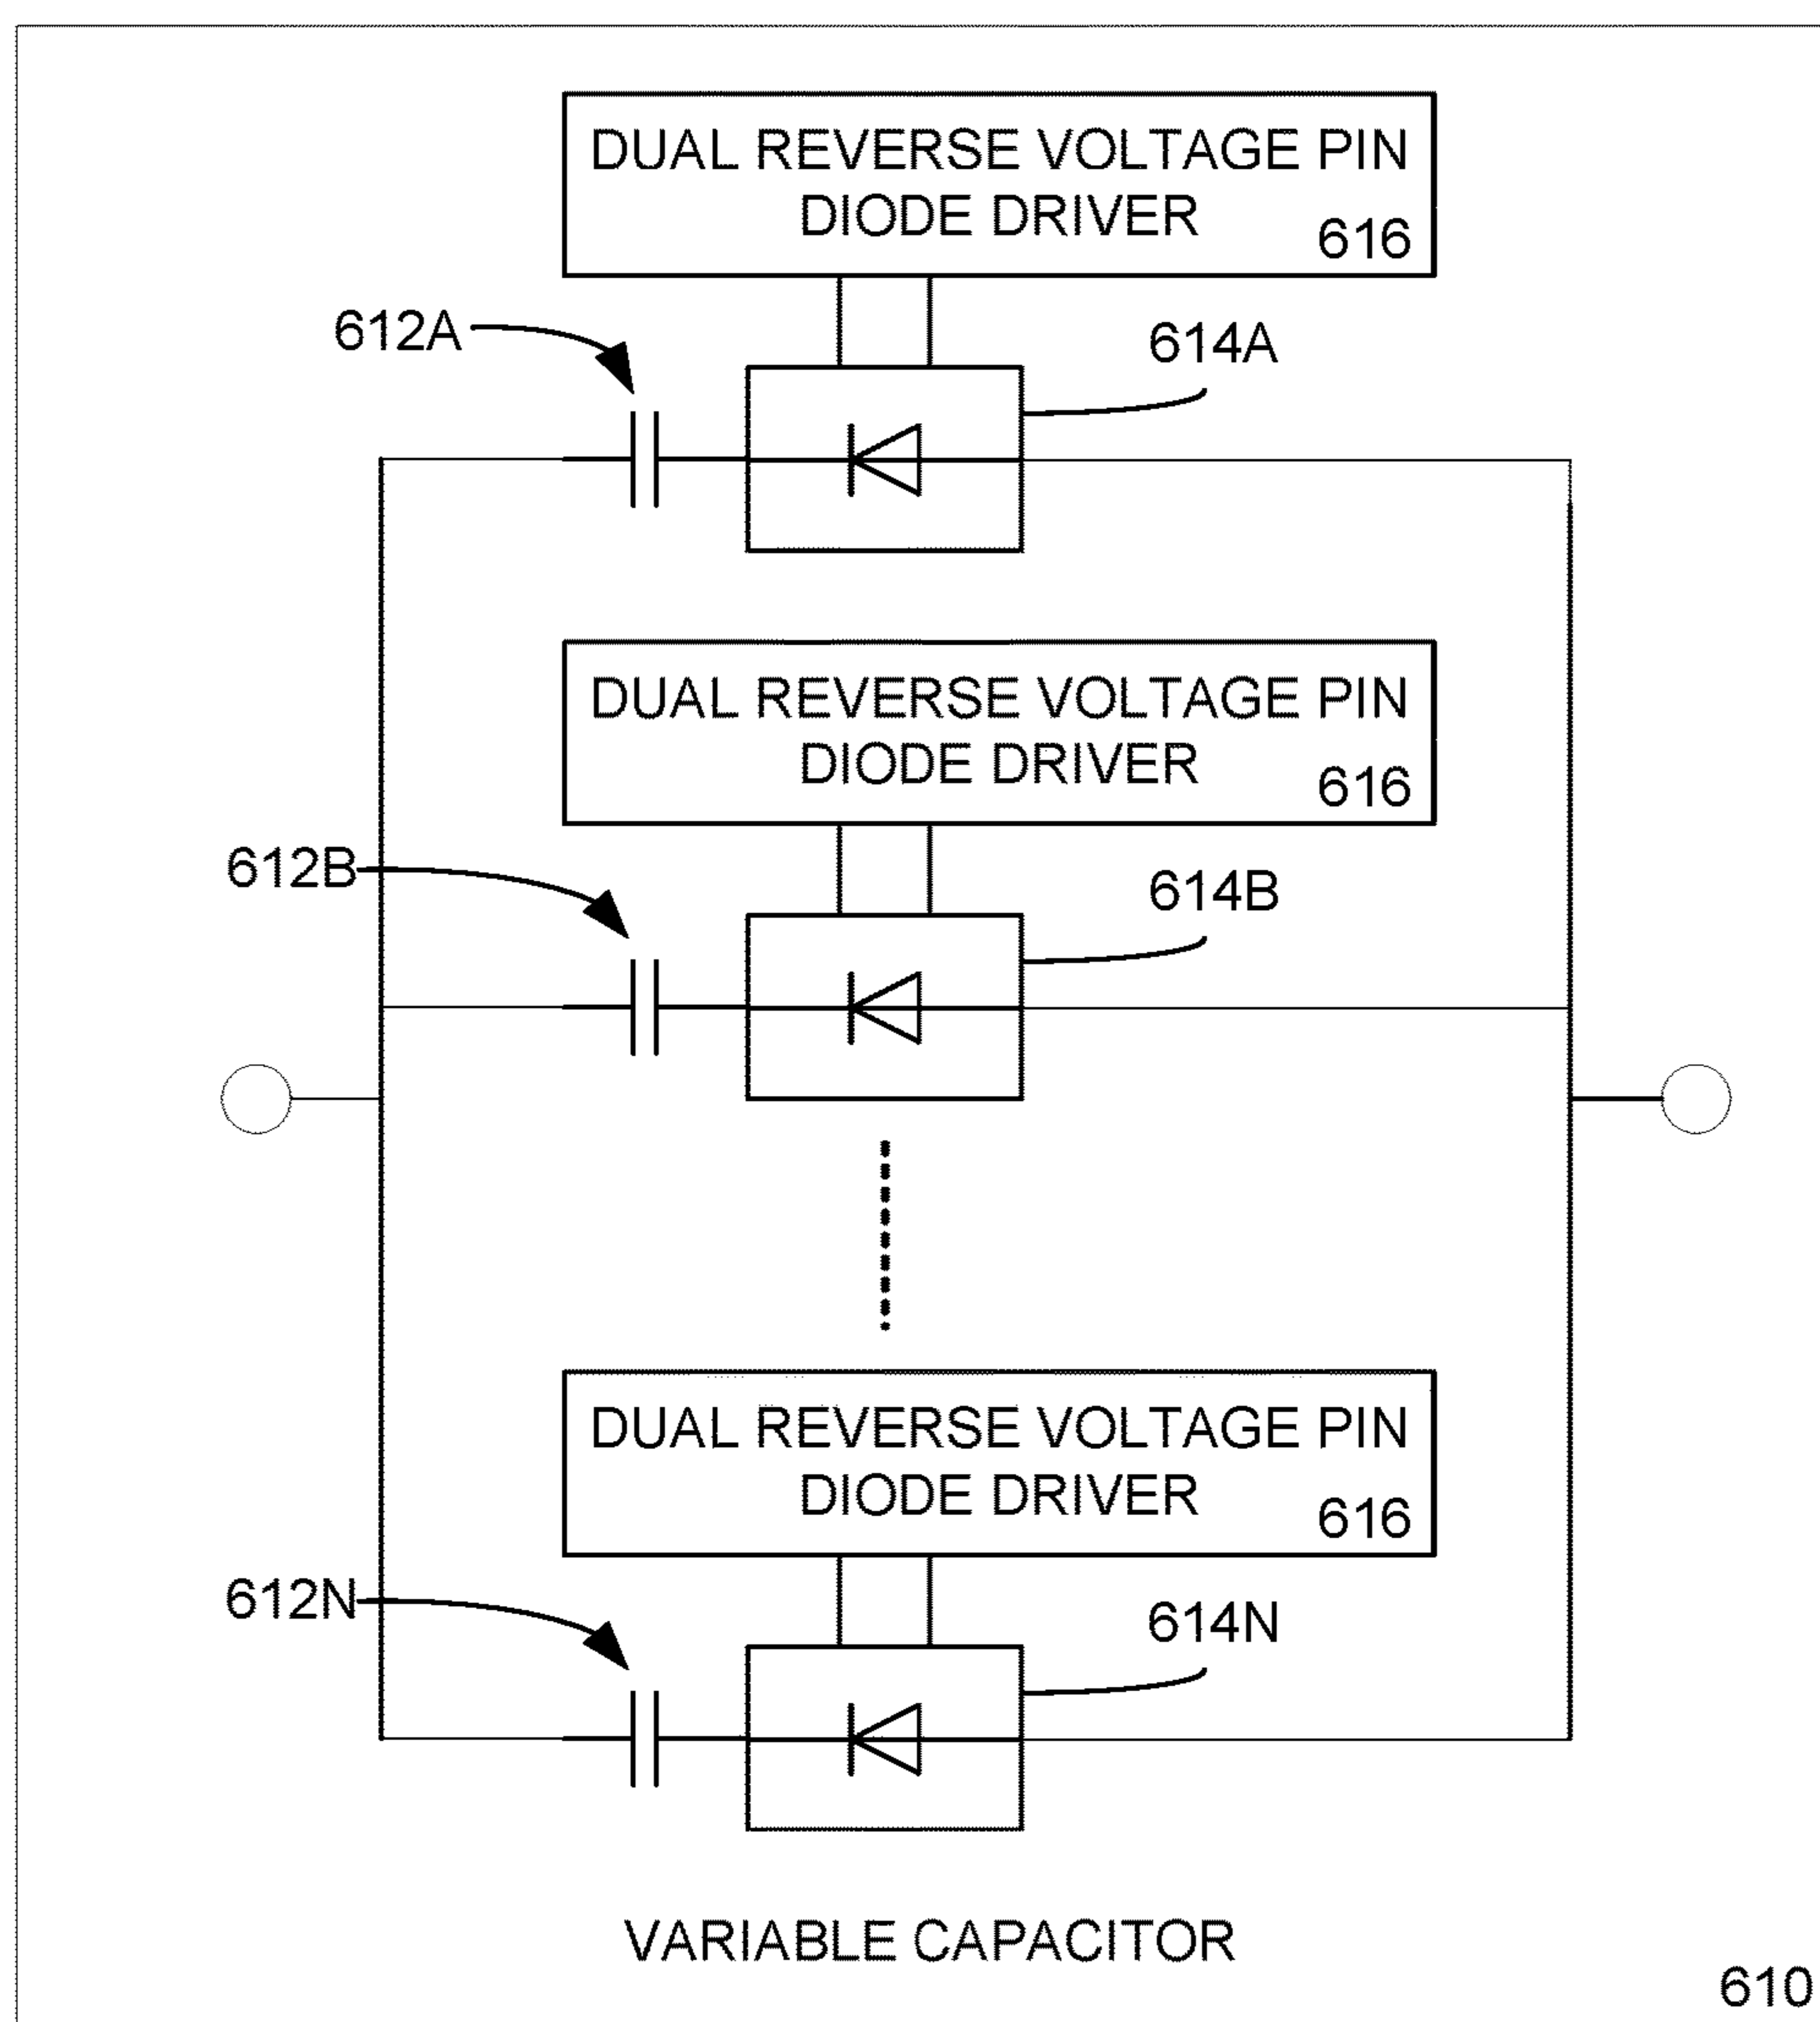 DUAL REVERSE VOLTAGE PIN
DIODE DRIVER
616
612A
614A
DUAL REVERSE VOLTAGE PIN
DIODE DRIVER
616
612B
614B
DUAL REVERSE VOLTAGE PIN
DIODE DRIVER
616
612N
614N
VARIABLE CAPACITOR
610